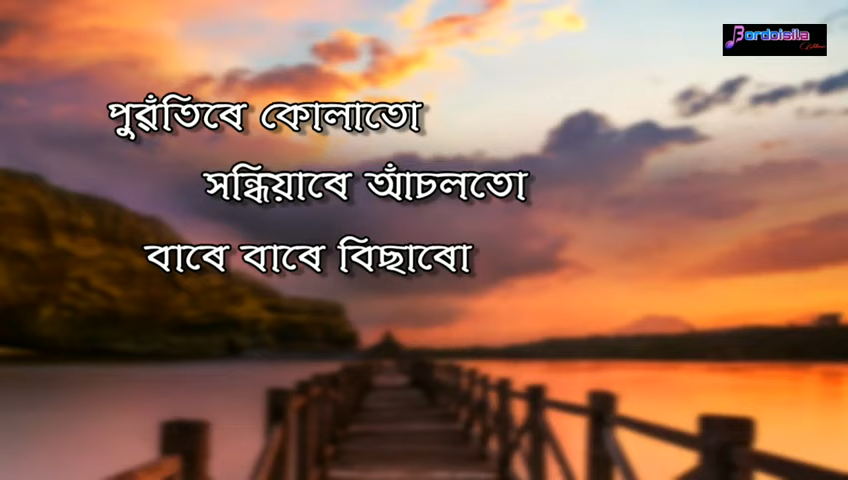 Bordoisila
পুৱঁতিৰে কোলাতো
সন্ধিয়াৰে আঁচলতো
বাৰে বাৰে বিছাৰো